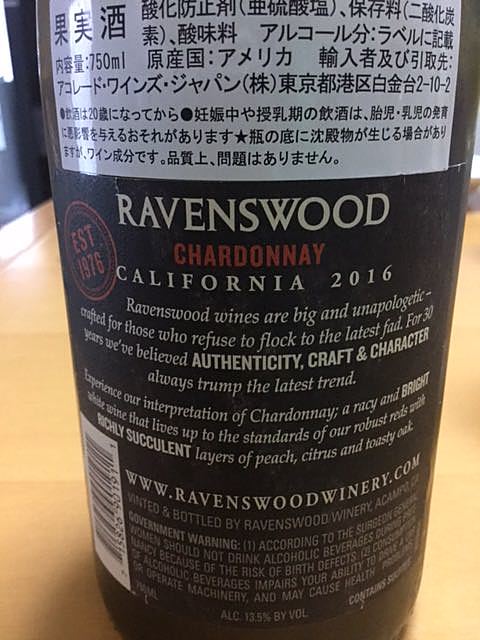 果実酒
酸化防止剤(亜硫酸塩)、保存料(二酸化炭
素)、酸味料 アルコール分:ラベルに記載
内容量:750ml 原産国:アメリカ 輸入者及び引取先:
アコレード・ワインズ・ジャパン(株)東京都港区白金台2-10-2
●飲酒は20歳になってから●妊娠中や授乳期の飲酒は、胎児・乳児の発育
に悪影響を与えるおそれがあります★瓶の底に沈殿物が生じる場合があり
ますが、ワイン成分です。品質上、問題はありません。
RAVENSWOOD
EST
1976
CHARDONNAY
CALIFORNIA 2016
Ravenswood wines are big and unapologetic –
crafted for those who refuse to flock to the latest fad. For 30
years we've believed AUTHENTICITY, CRAFT & CHARACTER
always trump the latest trend.
Experience our interpretation of Chardonnay; a racy and BRIGHT
white wine that lives up to the standards of our robust reds with
RICHLY SUCCULENT layers of peach, citrus and toasty oak.
WWW.RAVENSWOODWINERY.COM
VINTED & BOTTLED BY RAVENSWOOD WINERY, ACAMPO, CA
GOVERNMENT WARNING: (1) ACCORDING TO THE SURGEON GENERAL,
WOMEN SHOULD NOT DRINK ALCOHOLIC BEVERAGES DURING
NANCY BECAUSE OF THE RISK OF BIRTH DEFECTS. (2)
OF ALCOHOLIC BEVERAGES IMPAIRS YOUR ABILITY TO DRIVE A
OR OPERATE MACHINERY, AND MAY CAUSE HEALTH
CONTAINS
ALC. 13.5% BY VOL.